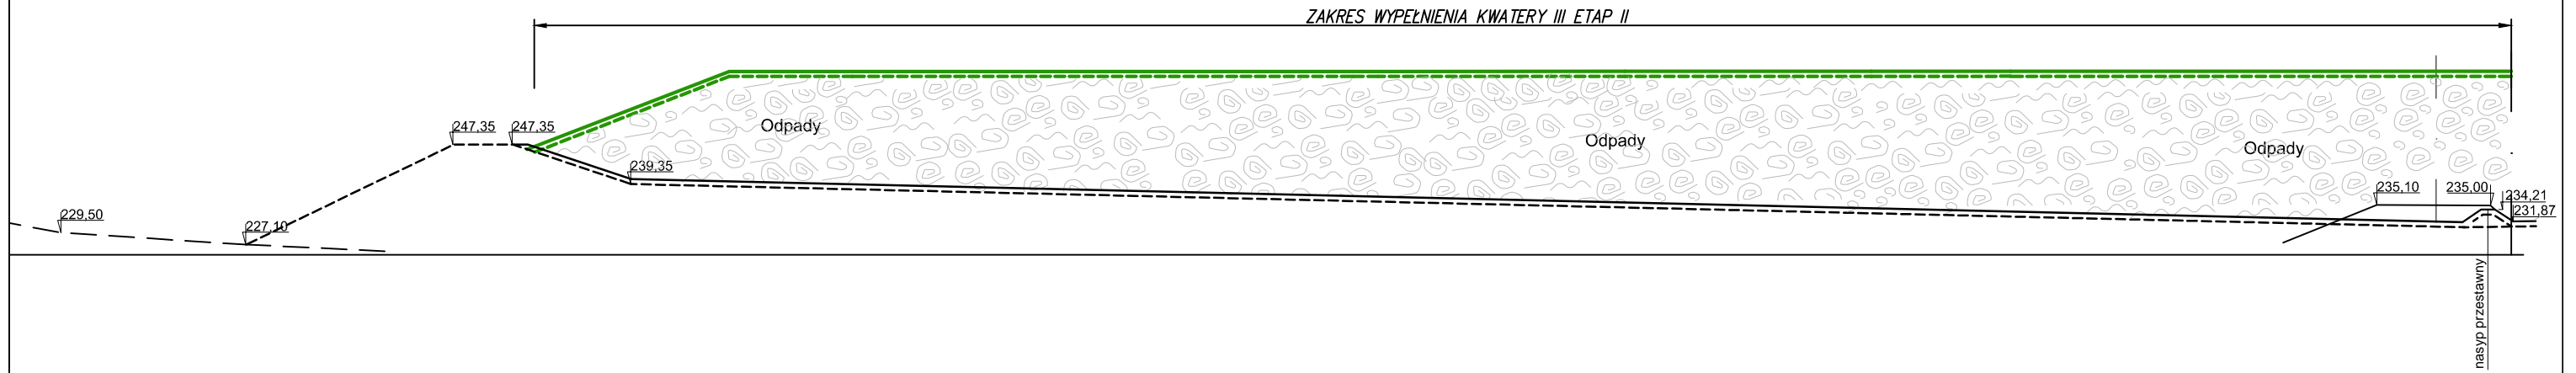 ZAKRES WYPEŁNIENIA KWATERY III ETAP II
247,35
247,35
Odpady
Odpady
Odpady
239,35
229,50
227,10
235,10
235,00
234,21
231,87
nasyp przestawny